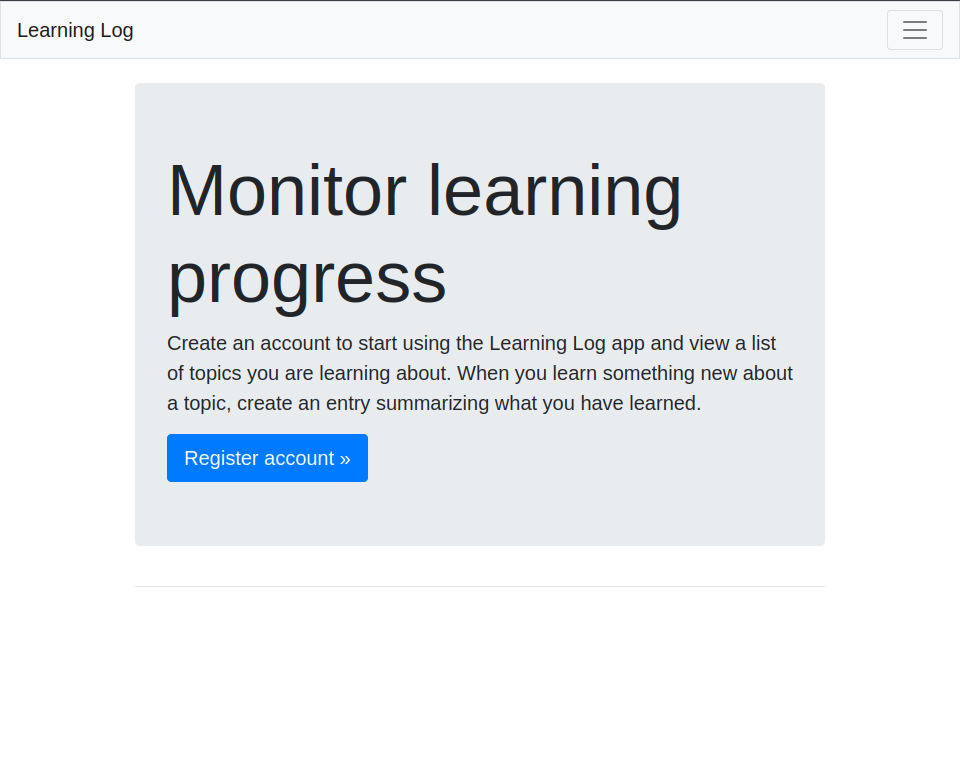 Learning Log
Monitor learning
progress
Create an account to start using the Learning Log app and view a list
of topics you are learning about. When you learn something new about
a topic, create an entry summarizing what you have learned.
Register account »